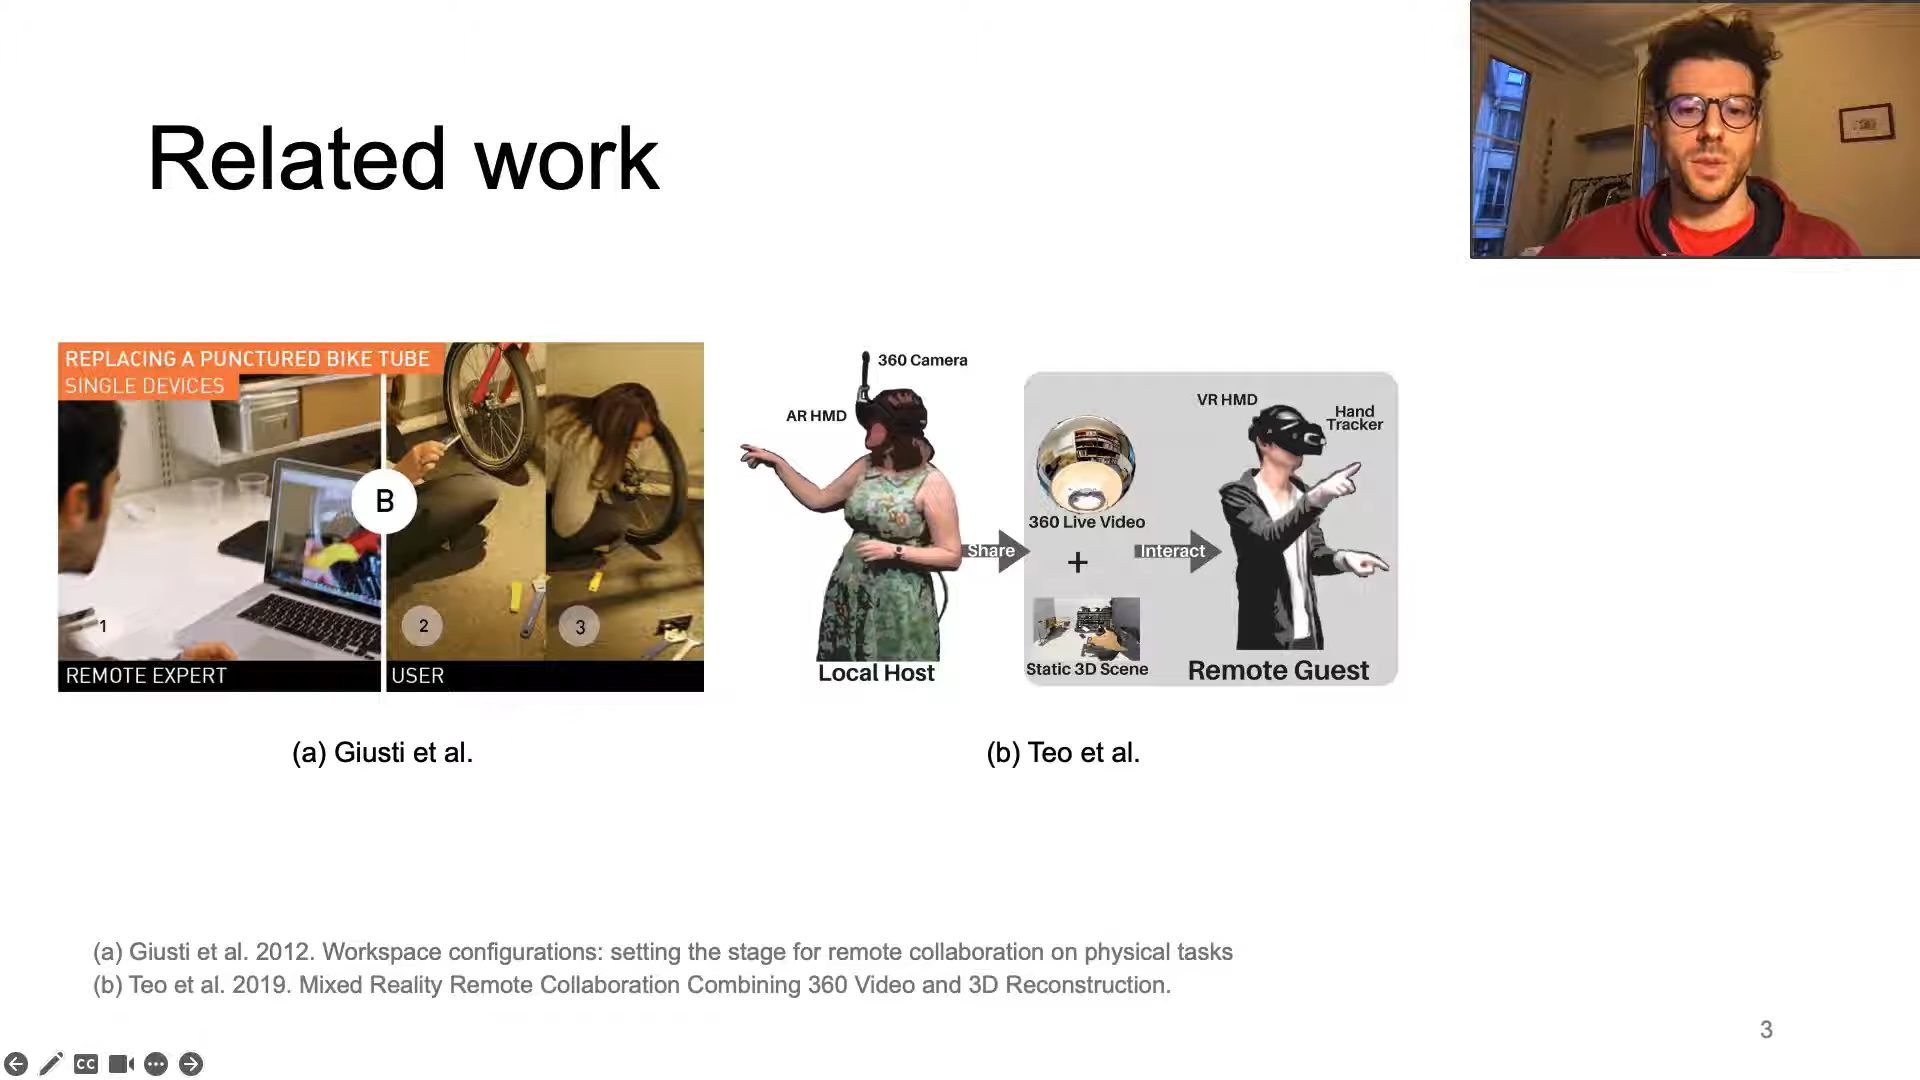 Related work
REPLACING A PUNCTURED BIKE TUBE
SINGLE DEVICES
B
1
2
3
REMOTE EXPERT
USER
360 Camera
AR HMD
VR HMD
Hand
Tracker
360 Live Video
Share
+
Interact
Static 3D Scene
Local Host
Remote Guest
(a) Giusti et al.
(b) Teo et al.
(a) Giusti et al. 2012. Workspace configurations: setting the stage for remote collaboration on physical tasks
(b) Teo et al. 2019. Mixed Reality Remote Collaboration Combining 360 Video and 3D Reconstruction.
3
CC